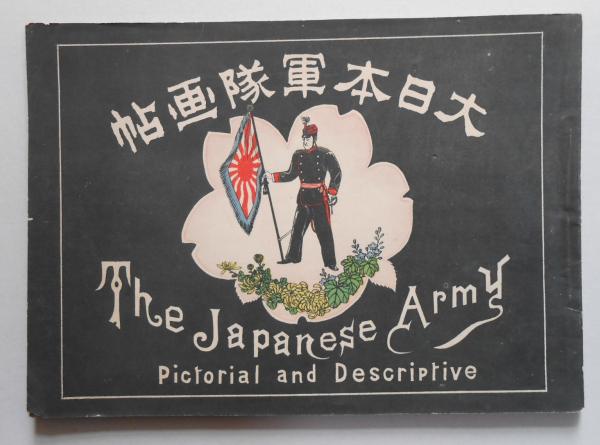 大日本軍隊画帖
The Japanese Army
Pictorial and Descriptive